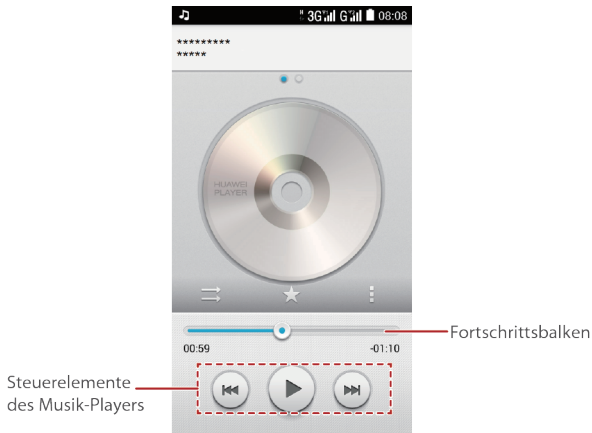 3G G 08:08
*********
*****
HUAWEI
PLAYER
00:59
-01:10
Fortschrittsbalken
Steuerelemente
des Musik-Players